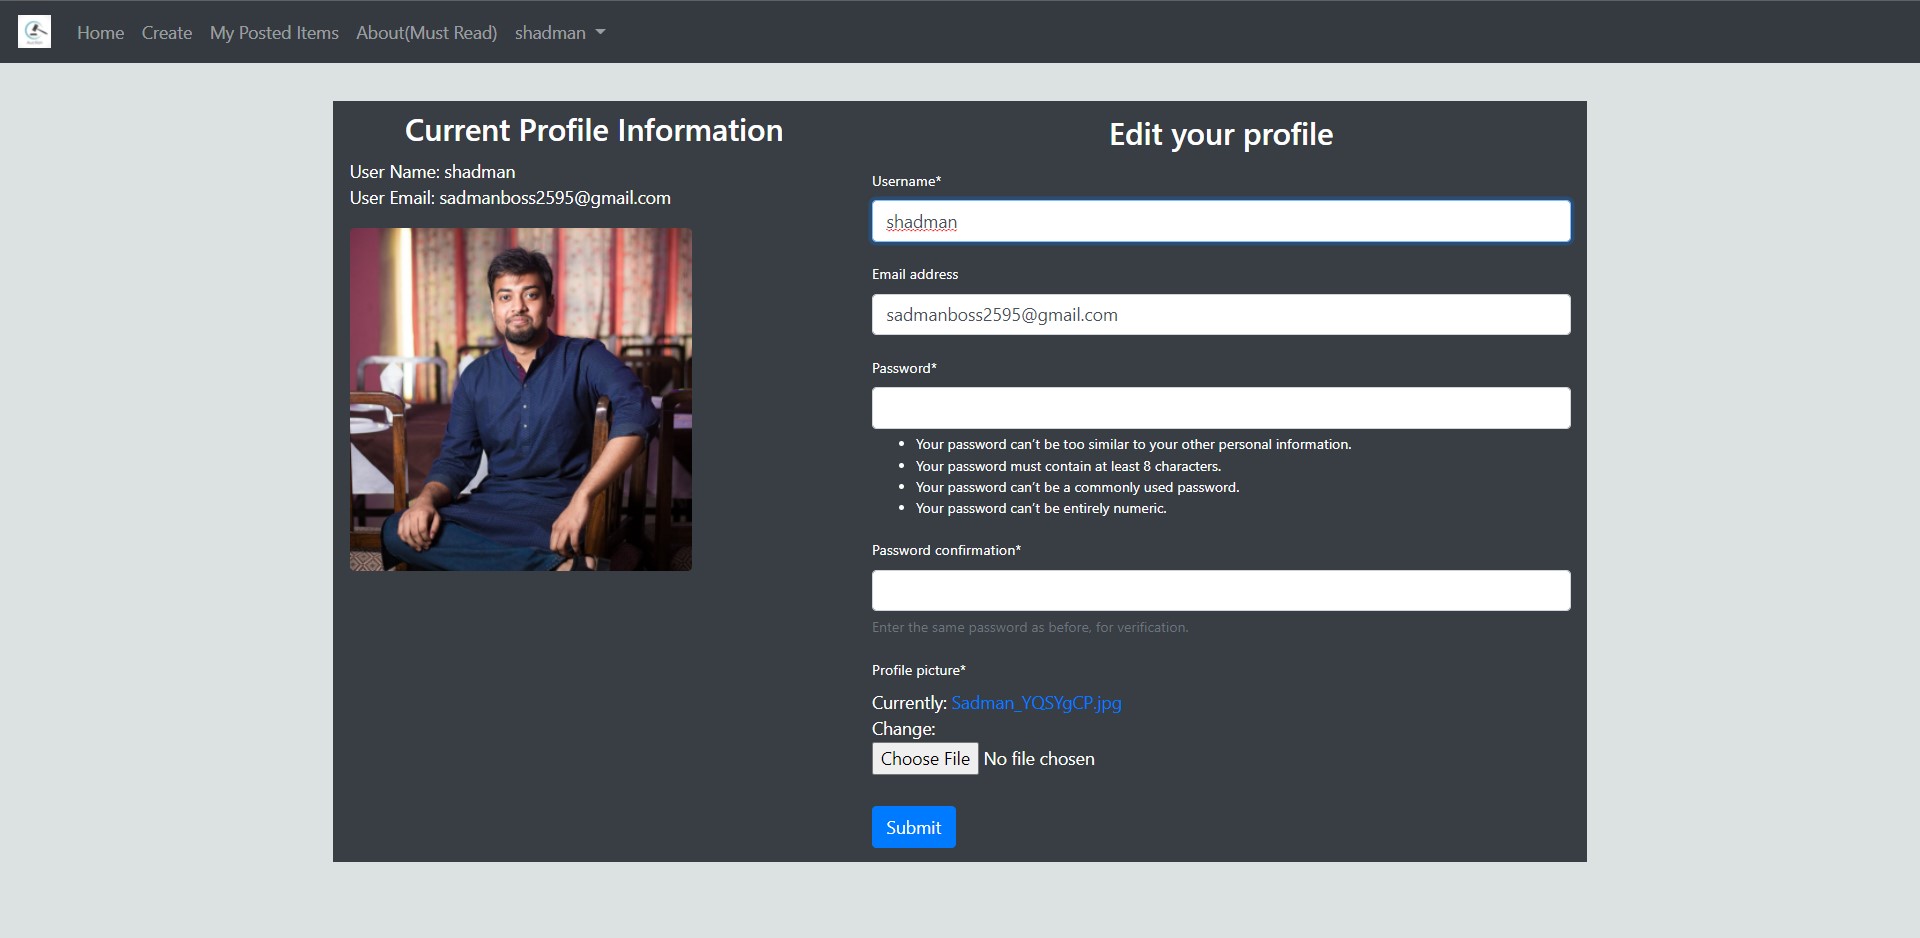 Home Create My Posted Items About(Must Read) shadman
Current Profile Information
User Name: shadman
User Email: sadmanboss2595@gmail.com
Edit your profile
Username*
shadman
Email address
sadmanboss2595@gmail.com
Password*
• Your password can’t be too similar to your other personal information.
• Your password must contain at least 8 characters.
• Your password can’t be a commonly used password.
• Your password can’t be entirely numeric.
Password confirmation*
Enter the same password as before, for verification.
Profile picture*
Currently: Sadman_YQSYgCP.jpg
Change:
Choose File No file chosen
Submit